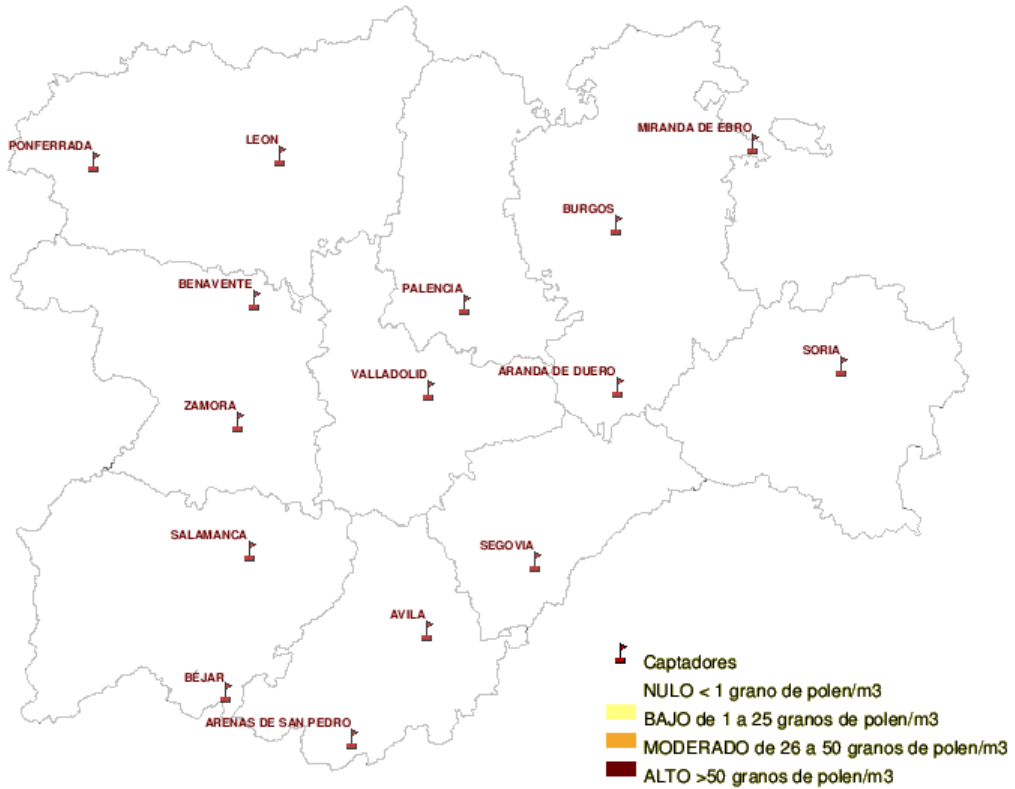 MIRANDA DE EBRO
PONFERRADA
LEON
BURGOS
BENAVENTE
PALENCIA
SORIA
VALLADOLID
ARANDA DE DUERO
ZAMORA
SALAMANCA
SEGOVIA
AVILA
BÉJAR
ARENAS DE SAN PEDRO
Captadores
NULO < 1 grano de polen/m3
BAJO de 1 a 25 granos de polen/m3
MODERADO de 26 a 50 granos de polen/m3
ALTO >50 granos de polen/m3